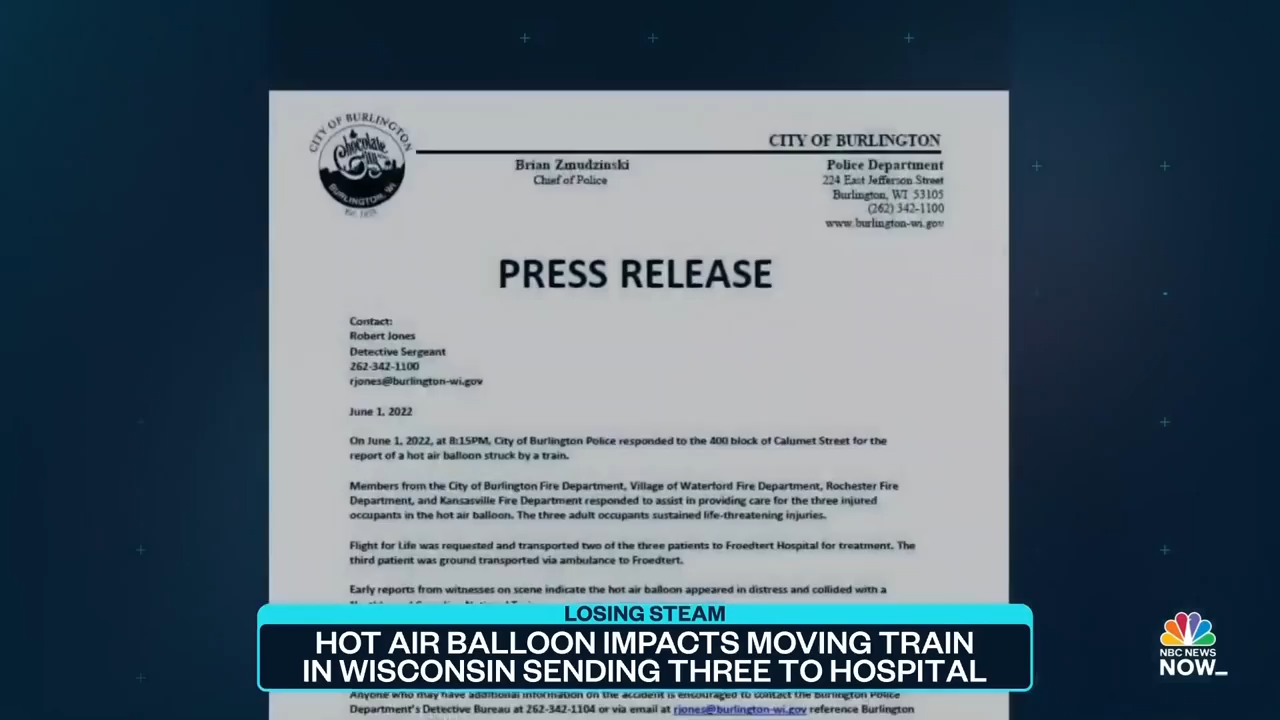 CITY OF BURLINGTON
Chocolate
City
BURLINGTON, WI
CITY OF BURLINGTON
Brian Zmudzinski
Chief of Police
Police Department
224 East Jefferson Street
Burlington, WI 53105
(262) 342-1100
www.burlington-wi.gov
PRESS RELEASE
Contact:
Robert Jones
Detective Sergeant
262-342-1100
rjones@burlington-wi.gov
June 1, 2022
On June 1, 2022, at 8:15PM, City of Burlington Police responded to the 400 block of Calumet Street for the
report of a hot air balloon struck by a train.
Members from the City of Burlington Fire Department, Village of Waterford Fire Department, Rochester Fire
Department, and Kansasville Fire Department responded to assist in providing care for the three injured
occupants in the hot air balloon. The three adult occupants sustained life-threatening injuries.
Flight for Life was requested and transported two of the three patients to Froedtert Hospital for treatment. The
third patient was ground transported via ambulance to Froedtert.
Early reports from witnesses on scene indicate the hot air balloon appeared in distress and collided with a
LOSING STEAM
HOT AIR BALLOON IMPACTS MOVING TRAIN
IN WISCONSIN SENDING THREE TO HOSPITAL
Anyone who may have additional information on the accident is encouraged to contact the Burlington Police
Department's Detective Bureau at 262-342-1104 or via email at rjones@burlington-wi.gov reference Burlington
NBC NEWS
NOW_